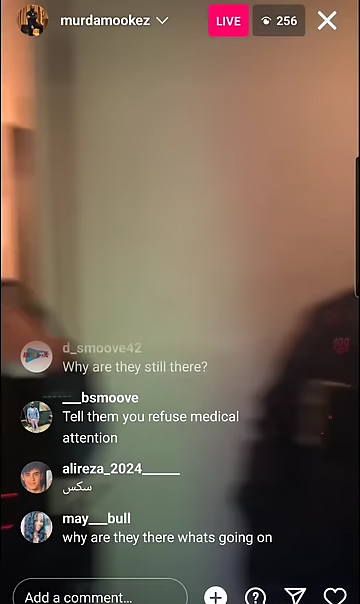 murdamookez
LIVE
256
d_smoove42
Why are they still there?
___bsmoove
Tell them you refuse medical
attention
alireza_2024_____
سکس
may___bull
why are they there whats going on
Add a comment...